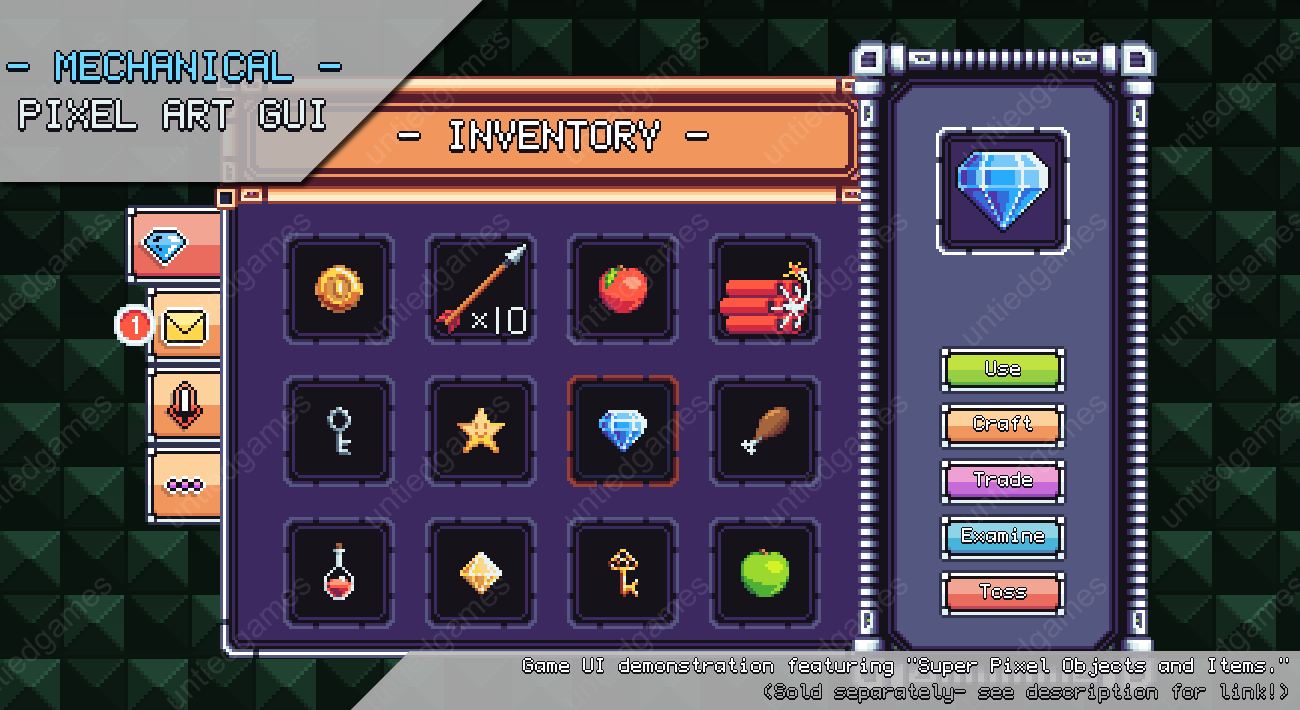 - MECHANICAL -
PIXEL ART GUI
- INVENTORY -
1
×10
Use
Craft
Trade
Examine
Toss
Game UI demonstration featuring "Super Pixel Objects and Items."
(Sold separately- see description for link!)
untiedgames